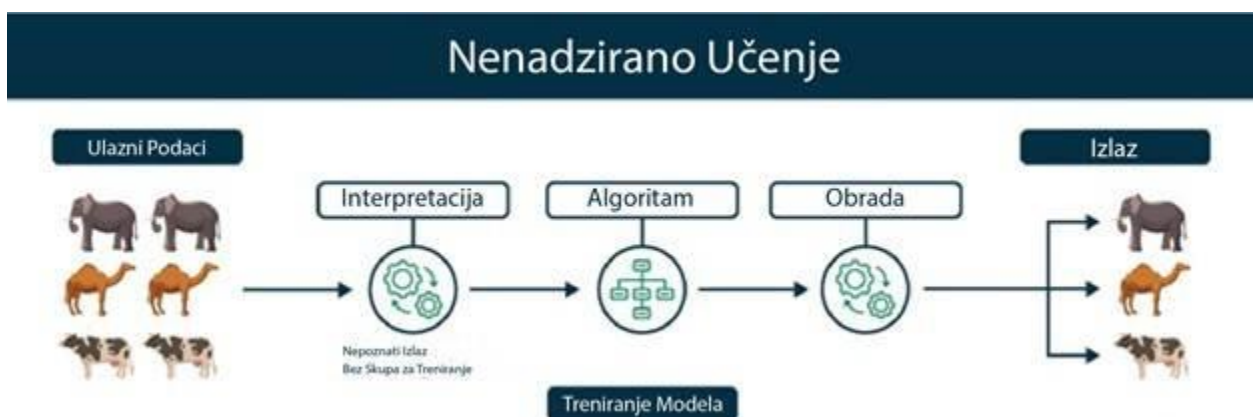 Nenadzirano Učenje
Ulazni Podaci
Izlaz
Interpretacija
Algoritam
Obrada
Nepoznati Izlaz
Bez Skupa za Treniranje
Treniranje Modela